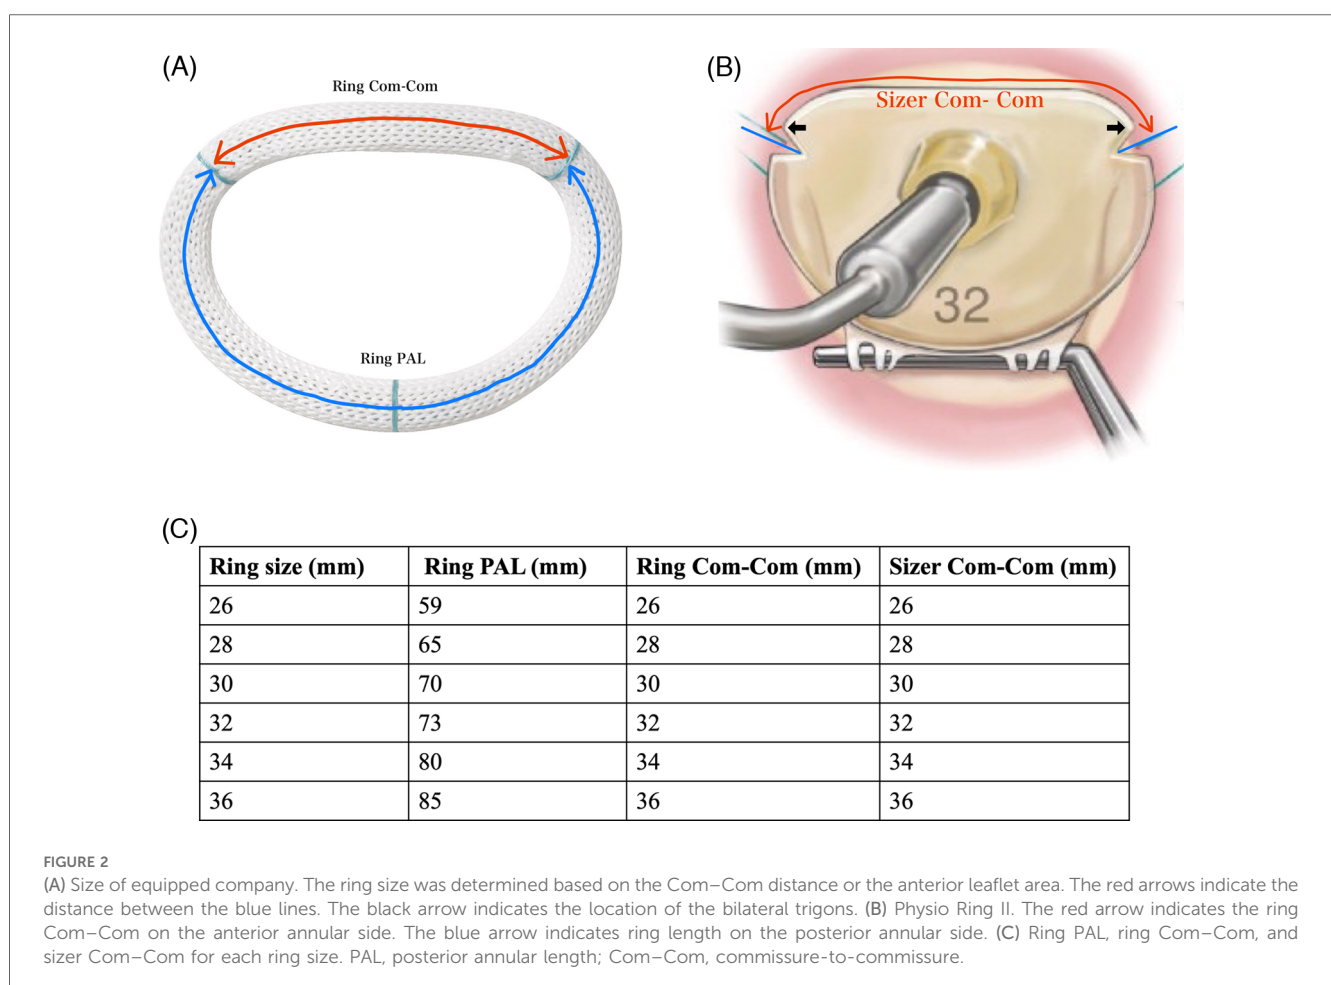 (A)
Ring Com-Com
Ring PAL
(B)
Sizer Com- Com
32
(C)
Ring size (mm) Ring PAL (mm) Ring Com-Com (mm) Sizer Com-Com (mm)
26 59 26 26
28 65 28 28
30 70 30 30
32 73 32 32
34 80 34 34
36 85 36 36
FIGURE 2
(A) Size of equipped company. The ring size was determined based on the Com–Com distance or the anterior leaflet area. The red arrows indicate the
distance between the blue lines. The black arrow indicates the location of the bilateral trigons. (B) Physio Ring II. The red arrow indicates the ring
Com–Com on the anterior annular side. The blue arrow indicates ring length on the posterior annular side. (C) Ring PAL, ring Com–Com, and
sizer Com–Com for each ring size. PAL, posterior annular length; Com–Com, commissure-to-commissure.